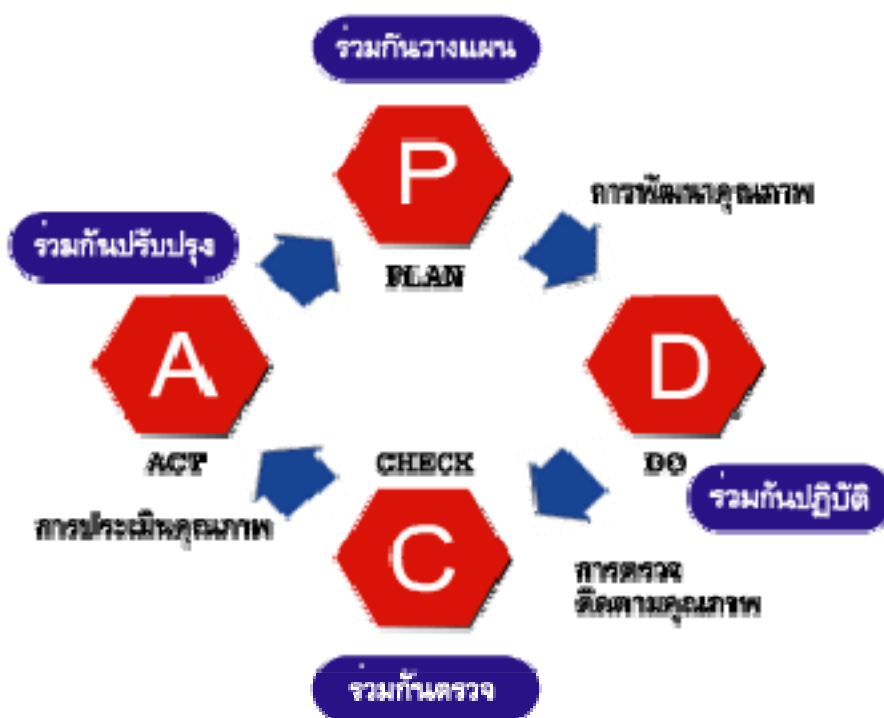 ร่วมกันวางแผน
P
PLAN
การพัฒนาคุณภาพ
ร่วมกันปรับปรุง
A
ACT
D
DO
ร่วมกันปฏิบัติ
การประเมินคุณภาพ
CHECK
C
การตรวจ
ติดตามคุณภาพ
ร่วมกันตรวจ